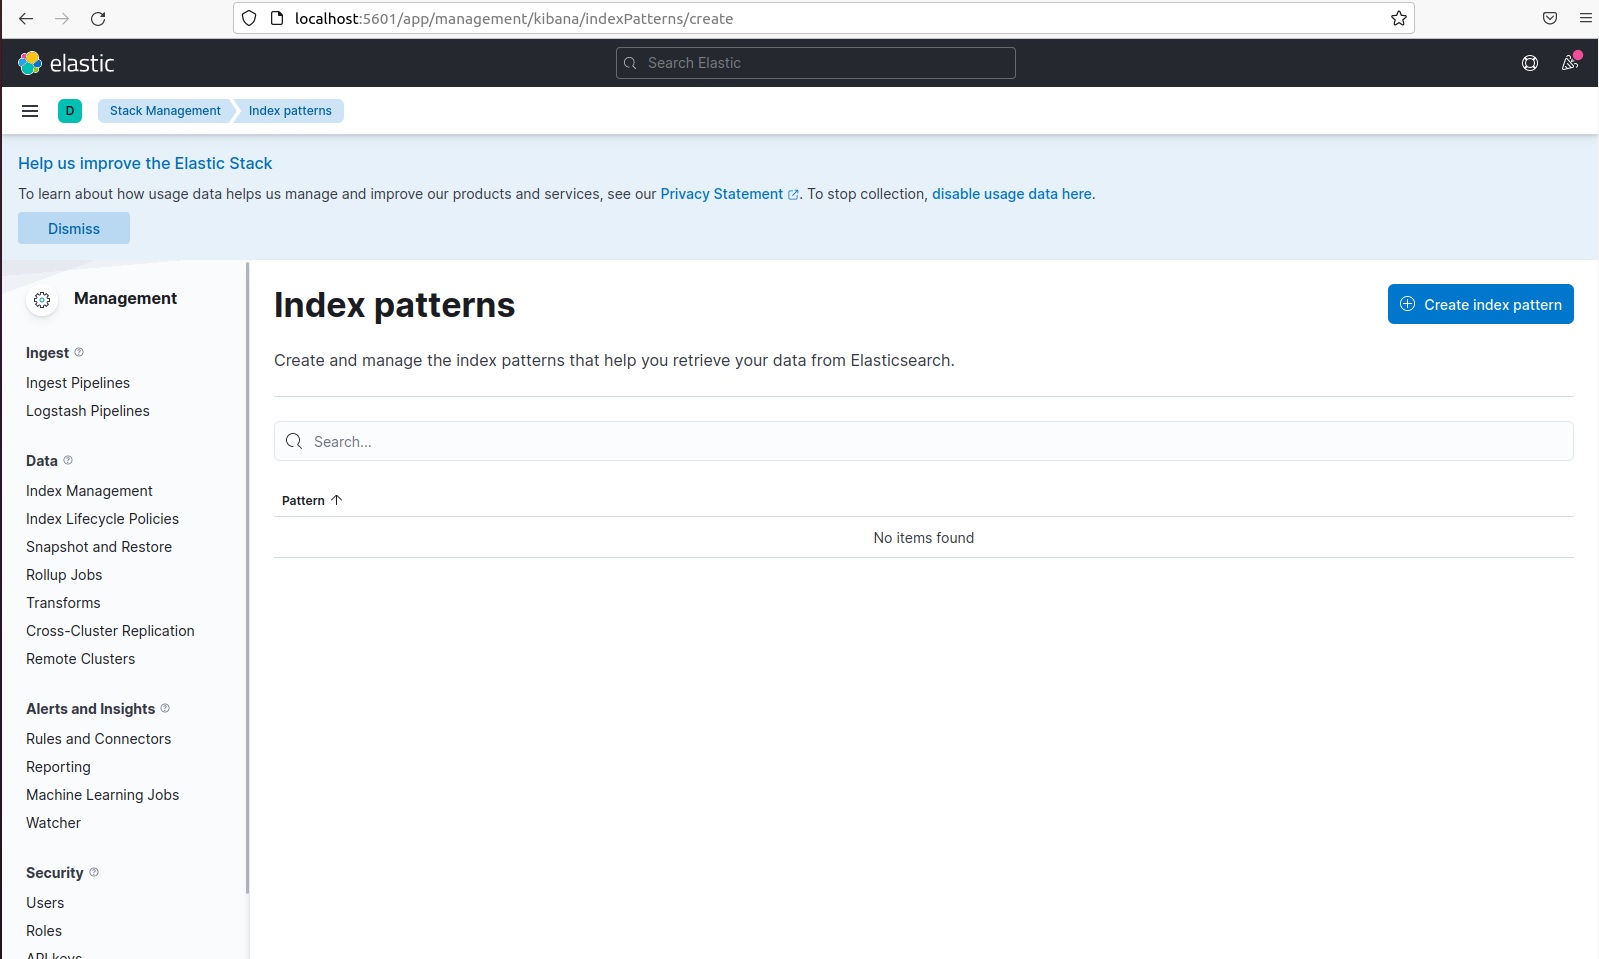 localhost:5601/app/management/kibana/indexPatterns/create
elastic
Search Elastic
D
Stack Management
Index patterns
Help us improve the Elastic Stack
To learn about how usage data helps us manage and improve our products and services, see our Privacy Statement. To stop collection, disable usage data here.
Dismiss
Management
Ingest
Ingest Pipelines
Logstash Pipelines
Data
Index Management
Index Lifecycle Policies
Snapshot and Restore
Rollup Jobs
Transforms
Cross-Cluster Replication
Remote Clusters
Alerts and Insights
Rules and Connectors
Reporting
Machine Learning Jobs
Watcher
Security
Users
Roles
API keys
Index patterns
Create index pattern
Create and manage the index patterns that help you retrieve your data from Elasticsearch.
Search...
Pattern
No items found